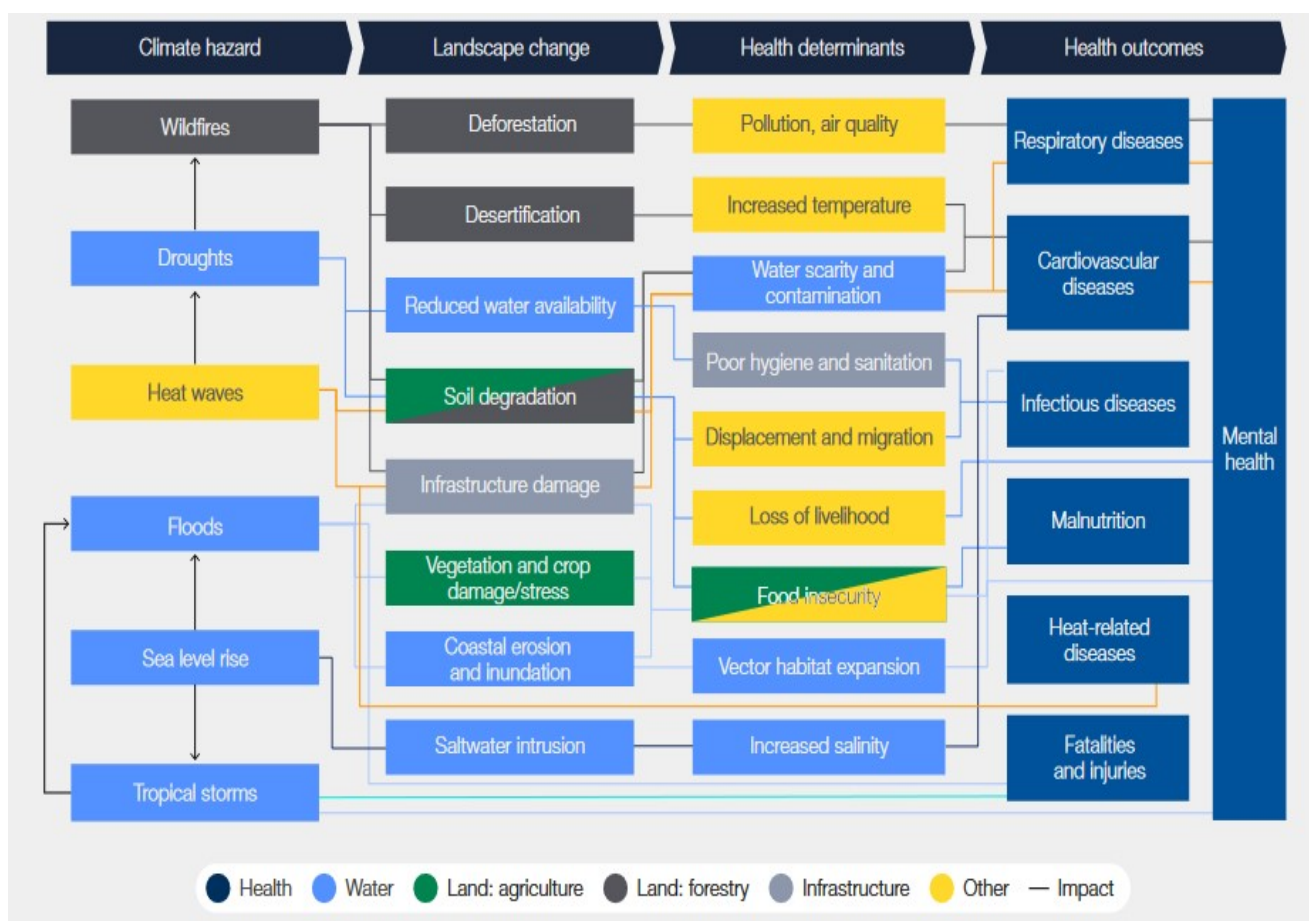 Climate hazard
Landscape change
Health determinants
Health outcomes
Wildfires
Droughts
Heat waves
Floods
Sea level rise
Tropical storms
Deforestation
Desertification
Reduced water availability
Soil degradation
Infrastructure damage
Vegetation and crop
damage/stress
Coastal erosion
and inundation
Saltwater intrusion
Pollution, air quality
Increased temperature
Water scarity and
contamination
Poor hygiene and sanitation
Displacement and migration
Loss of livelihood
Food insecurity
Vector habitat expansion
Increased salinity
Respiratory diseases
Cardiovascular
diseases
Infectious diseases
Malnutrition
Heat-related
diseases
Fatalities
and injuries
Mental
health
Health
Water
Land: agriculture
Land: forestry
Infrastructure
Other
Impact